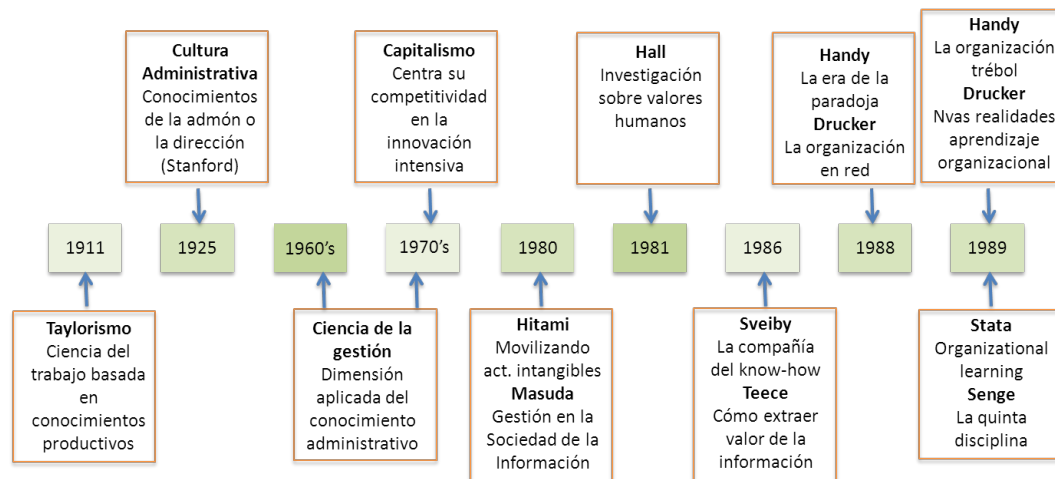 Cultura
Administrativa
Conocimientos
de la admón o
la dirección
(Stanford)
Capitalismo
Centra su
competitividad
en la
innovación
intensiva
Hall
Investigación
sobre valores
humanos
Handy
La era de la
paradoja
Drucker
La organización
en red
Handy
La organización
trébol
Drucker
Nvas realidades
aprendizaje
organizacional
1911
1925
1960's
1970's
1980
1981
1986
1988
1989
Taylorismo
Ciencia del
trabajo basada
en
conocimientos
productivos
Ciencia de la
gestión
Dimensión
aplicada del
conocimiento
administrativo
Hitami
Movilizando
act. intangibles
Masuda
Gestión en la
Sociedad de la
Información
Sveiby
La compañía
del know-how
Teece
Cómo extraer
valor de la
información
Stata
Organizational
learning
Senge
La quinta
disciplina